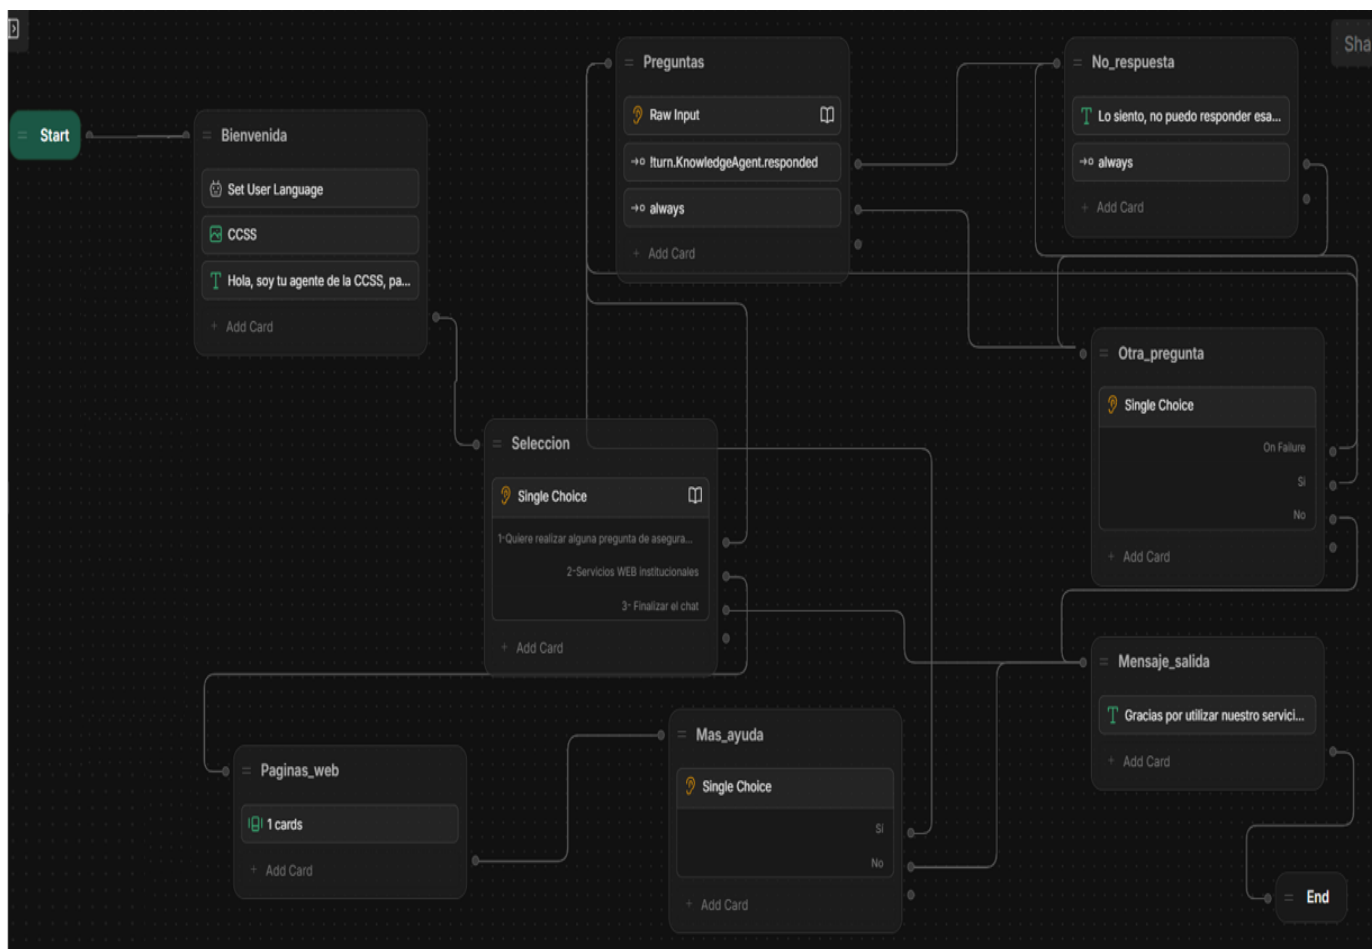 Sha
Start
Bienvenida
Set User Language
CCSS
Hola, soy tu agente de la CCSS, pa...
+ Add Card
Preguntas
Raw Input
!turn.KnowledgeAgent.responded
always
+ Add Card
No_respuesta
Lo siento, no puedo responder esa...
always
+ Add Card
Otra_pregunta
Single Choice
On Failure
Si
No
+ Add Card
Seleccion
Single Choice
1-Quiere realizar alguna pregunta de asegura...
2-Servicios WEB institucionales
3- Finalizar el chat
+ Add Card
Mensaje_salida
Gracias por utilizar nuestro servici...
+ Add Card
Paginas_web
1 cards
+ Add Card
Mas_ayuda
Single Choice
Si
No
+ Add Card
End